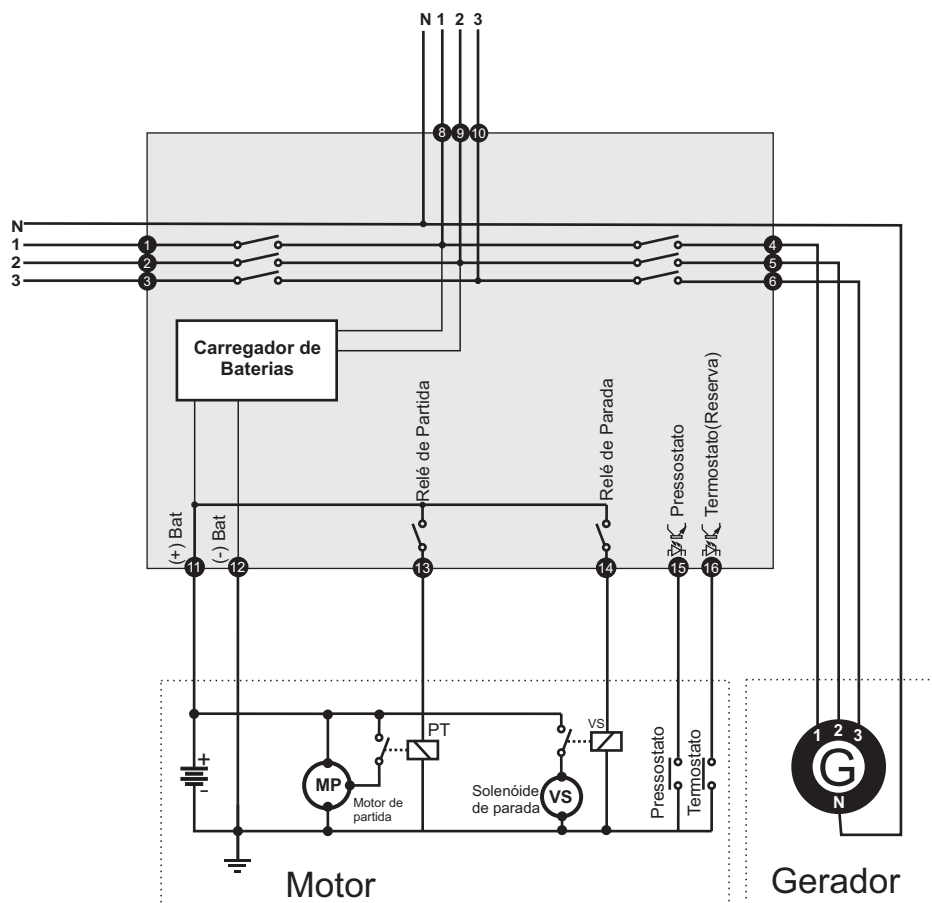 N 1 2 3
8 9 10
N
1 1 4
2 2 5
3 3 6
Carregador de
Baterias
Relé de Partida
Relé de Parada
Pressostato
Termostato(Reserva)
(+) Bat
(-) Bat
11 12 13 14 15 16
PT
VS
+
-
MP
Motor de
partida
Solenóide
de parada
VS
Pressostato
Termostato
1 2 3
G
N
Motor
Gerador